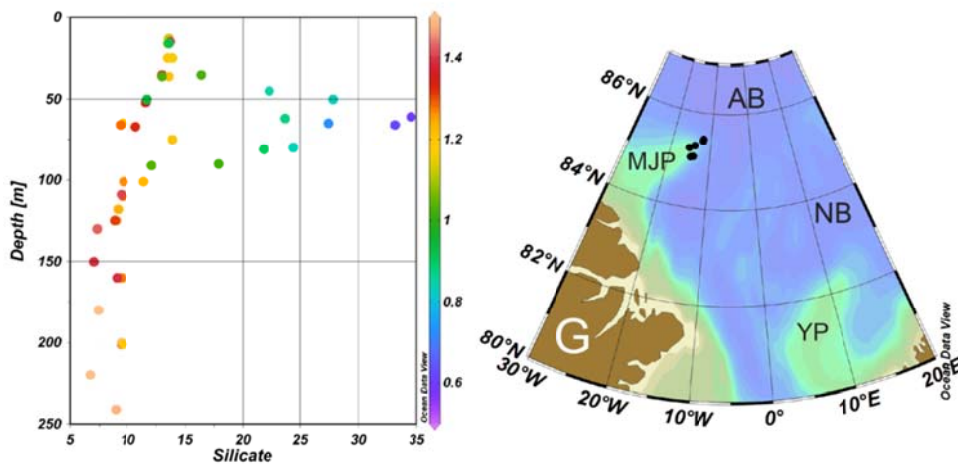 0
50
100
150
200
250
Depth [m]
5
10
15
20
25
30
35
Silicate
1.4
1.2
1
0.8
0.6
Ocean Data View
86°N
84°N
82°N
80°N
30°W
20°W
10°W
0°
10°E
20°E
AB
MJP
NB
YP
G
Ocean Data View